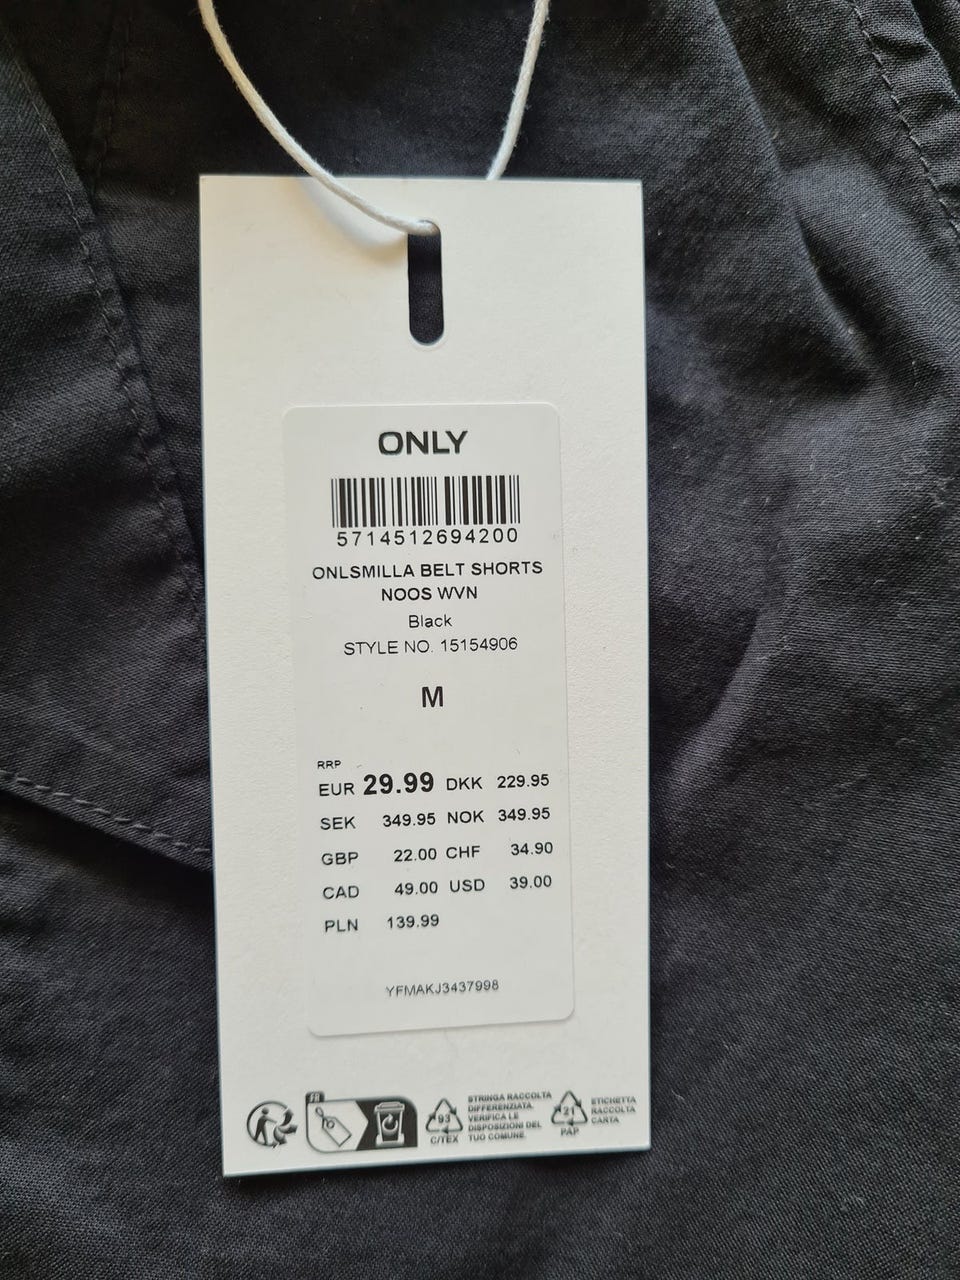 ONLY
5714512694200
ONLSMILLA BELT SHORTS
NOOS WVN
Black
STYLE NO. 15154906
M
RRP
EUR 29.99 DKK 229.95
SEK 349.95 NOK 349.95
GBP 22.00 CHF 34.90
CAD 49.00 USD 39.00
PLN 139.99
YFMAKJ3437998
FR
93
C/TEX
STRINGA RACCOLTA
DIFFERENZIATA.
VERIFICA LE
DISPOSIZIONI DEL
TUO COMUNE.
21
PAP
ETICHETTA
RACCOLTA
CARTA